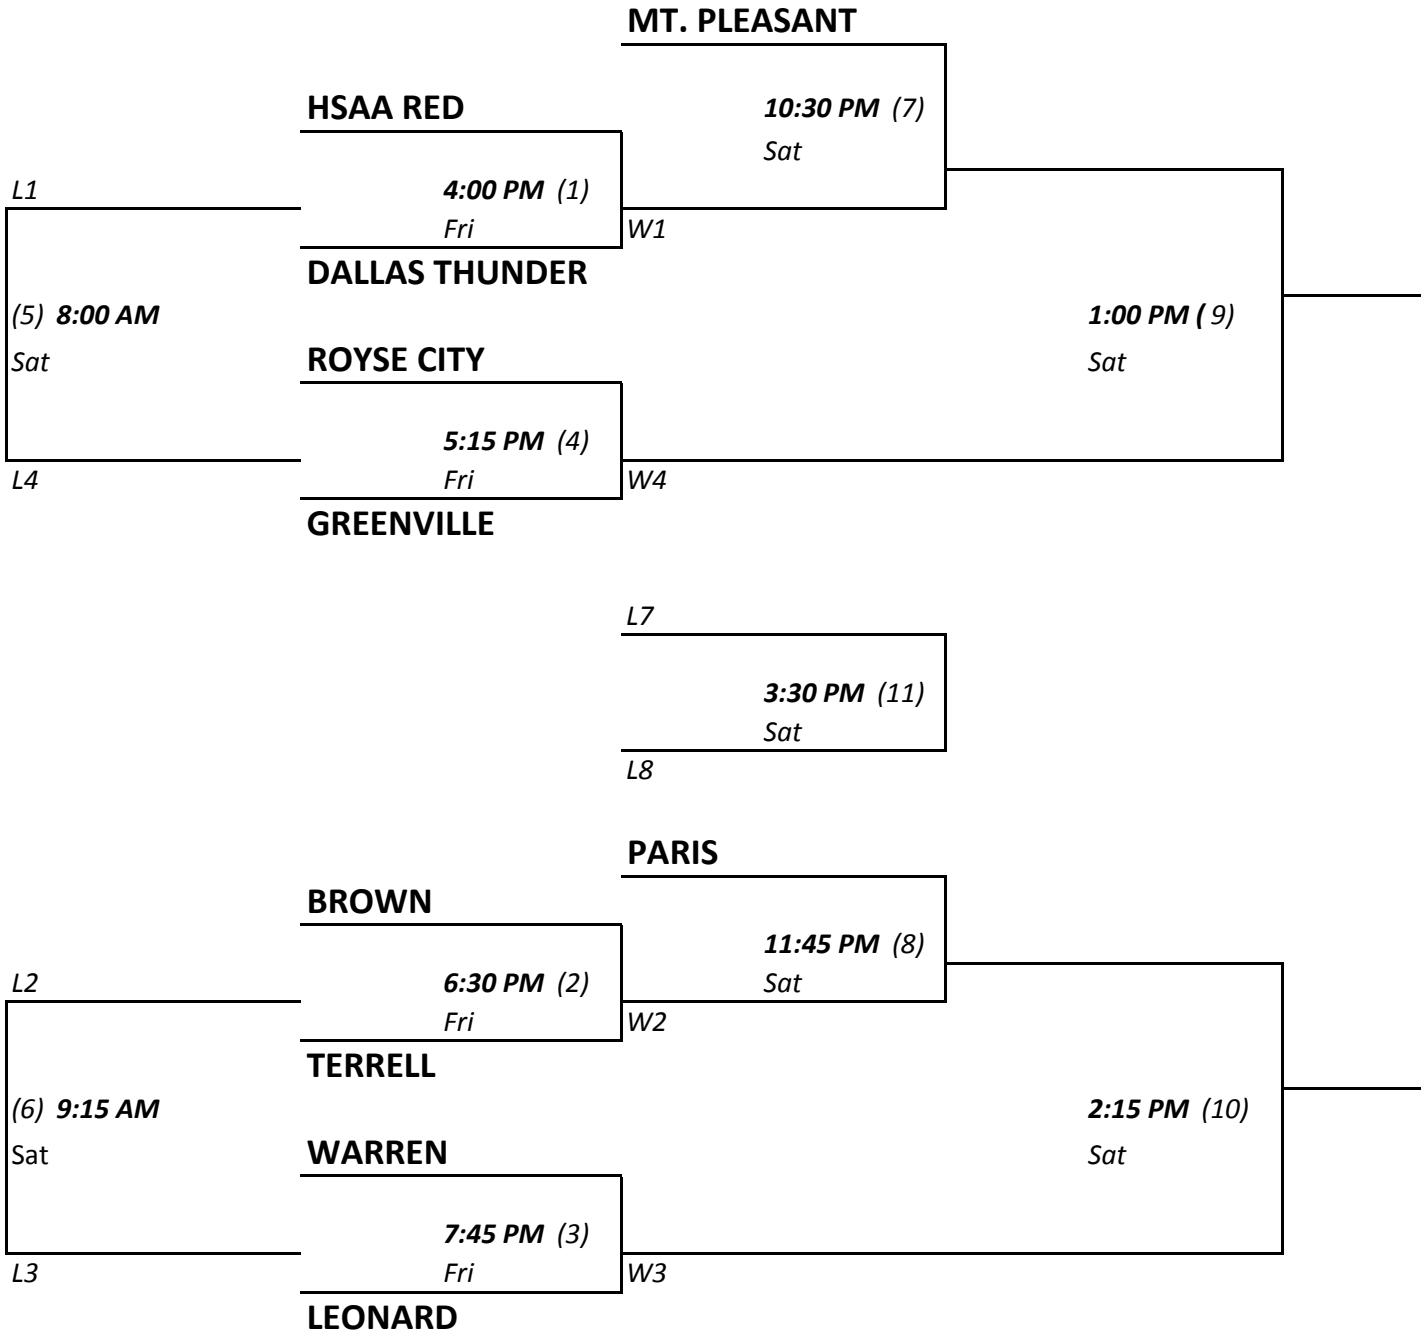 MT. PLEASANT
HSAA RED
10:30 PM (7)
Sat
L1
4:00 PM (1)
Fri
W1
DALLAS THUNDER
(5) 8:00 AM
1:00 PM ( 9)
Sat
ROYSE CITY
Sat
5:15 PM (4)
L4
Fri
W4
GREENVILLE
L7
3:30 PM (11)
Sat
L8
PARIS
BROWN
11:45 PM (8)
L2
6:30 PM (2)
Sat
Fri
W2
TERRELL
(6) 9:15 AM
2:15 PM (10)
Sat
WARREN
Sat
7:45 PM (3)
L3
Fri
W3
LEONARD